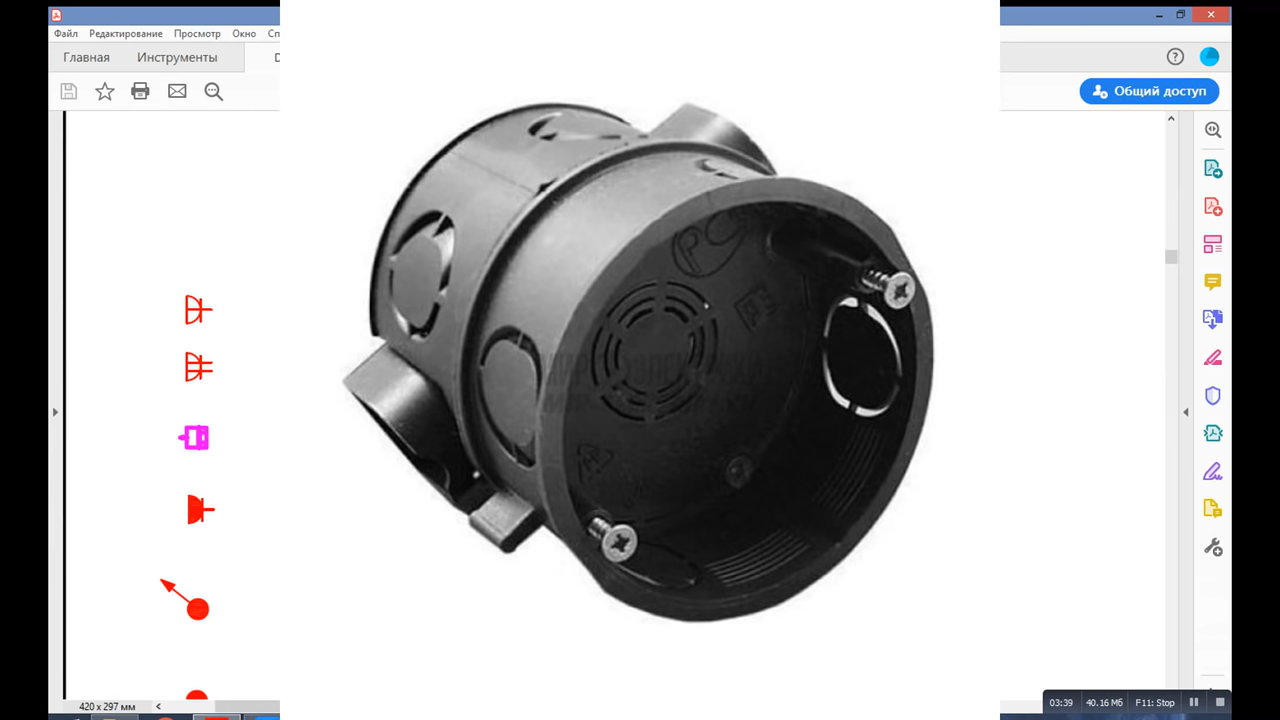 Файл Редактирование Просмотр Окно
Главная Инструменты
Общий доступ
420 x 297 мм
03:39 40.16 Мб F11: Stop